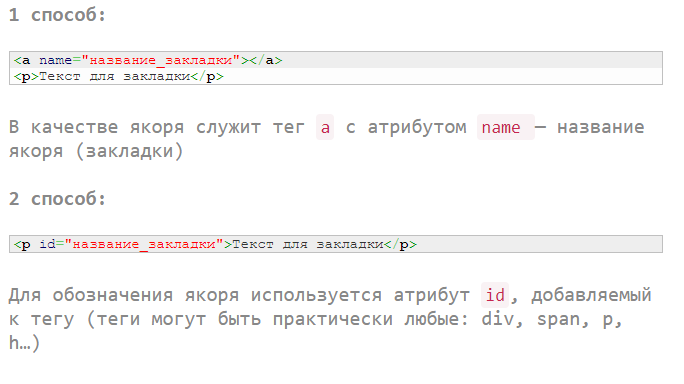 1 способ:
<a name="название_закладки"></a>
<p>Текст для закладки</p>
В качестве якоря служит тег a с атрибутом name — название
якоря (закладки)
2 способ:
<p id="название_закладки">Текст для закладки</p>
Для обозначения якоря используется атрибут id, добавляемый
к тегу (теги могут быть практически любые: div, span, p,
h…)